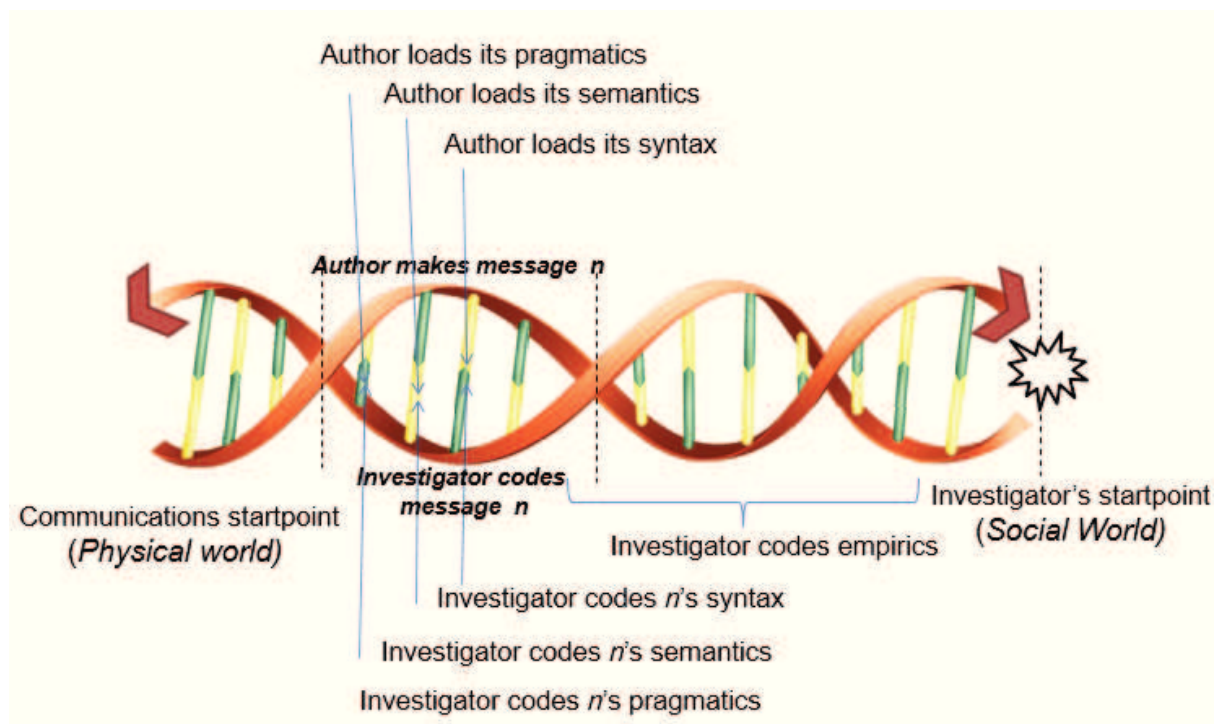 Author loads its pragmatics
Author loads its semantics
Author loads its syntax
Author makes message n
Investigator codes
message n
Communications startpoint
(Physical world)
Investigator's startpoint
(Social World)
Investigator codes empirics
Investigator codes n's syntax
Investigator codes n's semantics
Investigator codes n's pragmatics